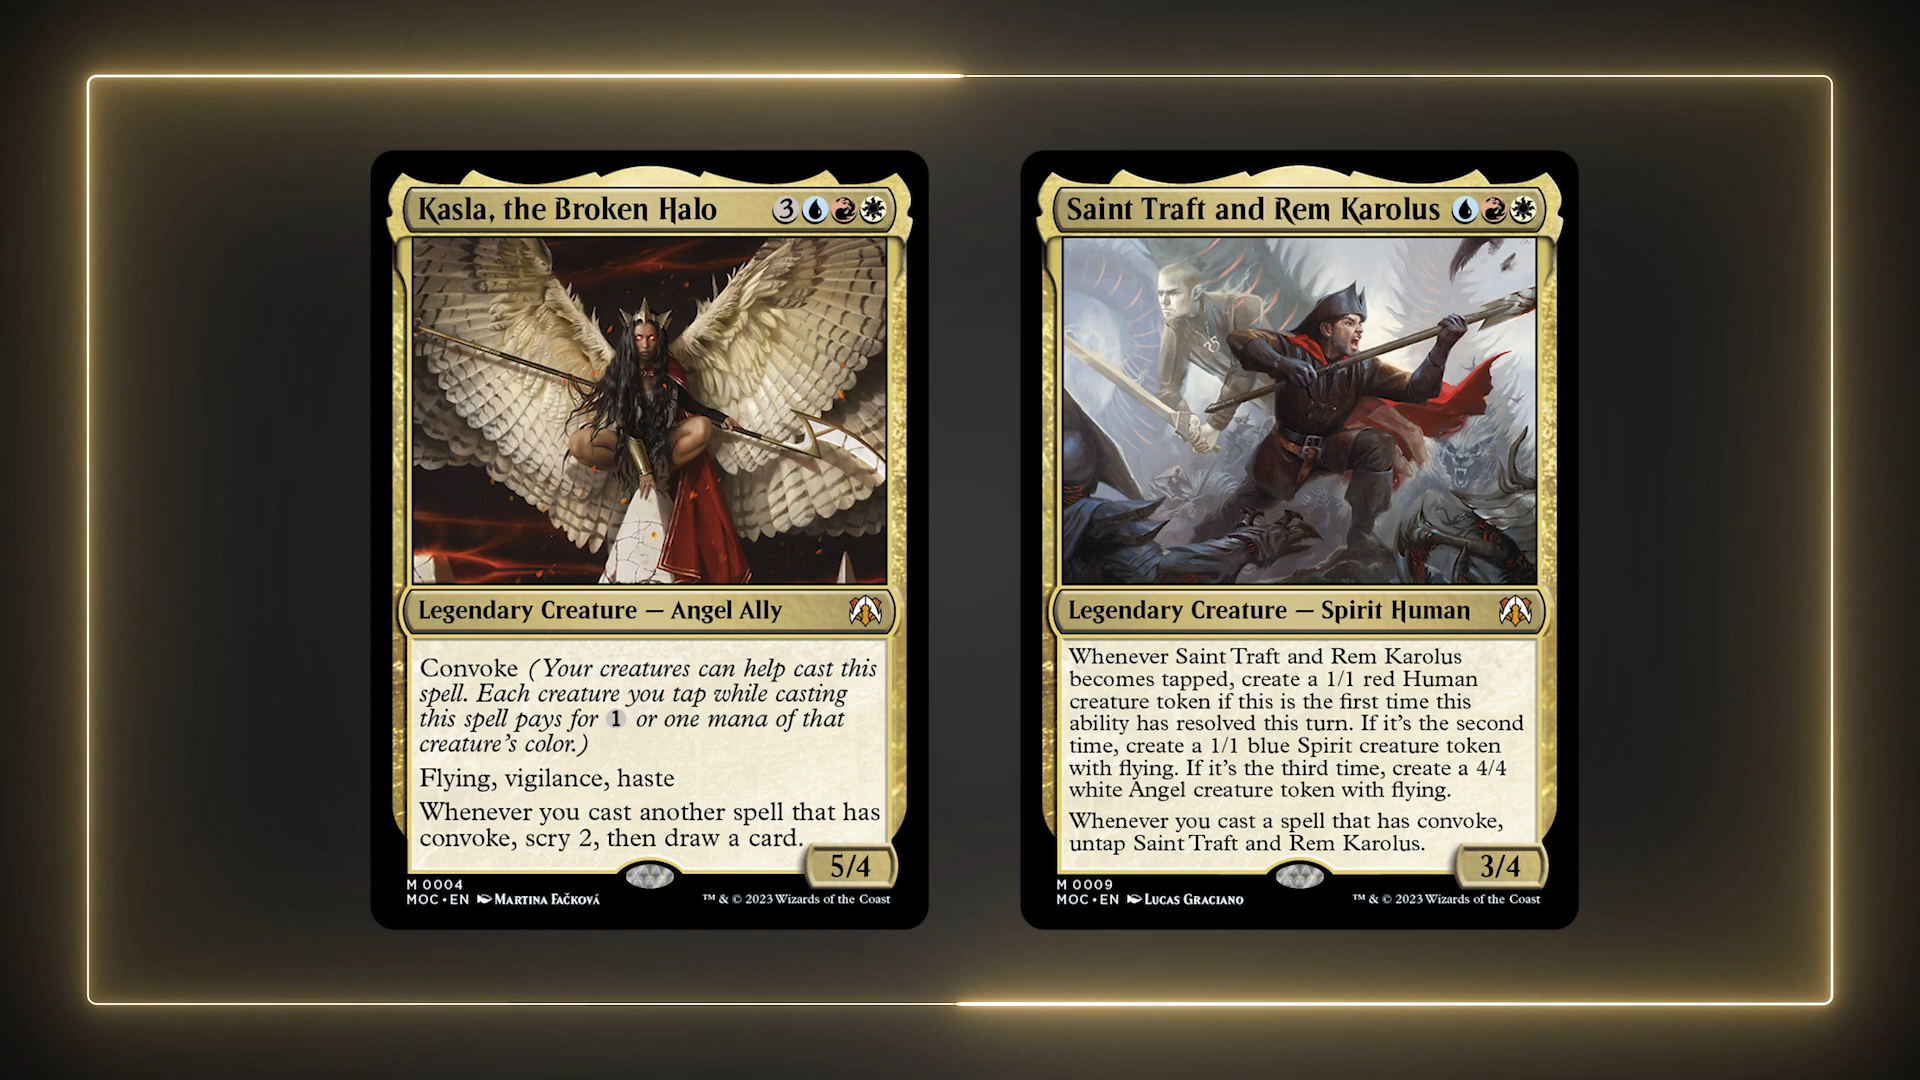 Kasla, the Broken Halo 3
Legendary Creature — Angel Ally
Convoke (Your creatures can help cast this
spell. Each creature you tap while casting
this spell pays for 1 or one mana of that
creature's color.)
Flying, vigilance, haste
Whenever you cast another spell that has
convoke, scry 2, then draw a card.
5/4
M 0004
MOC • EN Martina Fačková
™ & © 2023 Wizards of the Coast
Saint Traft and Rem Karolus
Legendary Creature — Spirit Human
Whenever Saint Traft and Rem Karolus
becomes tapped, create a 1/1 red Human
creature token if this is the first time this
ability has resolved this turn. If it's the second
time, create a 1/1 blue Spirit creature token
with flying. If it's the third time, create a 4/4
white Angel creature token with flying.
Whenever you cast a spell that has convoke,
untap Saint Traft and Rem Karolus.
3/4
M 0009
MOC • EN Lucas Graciano
™ & © 2023 Wizards of the Coast